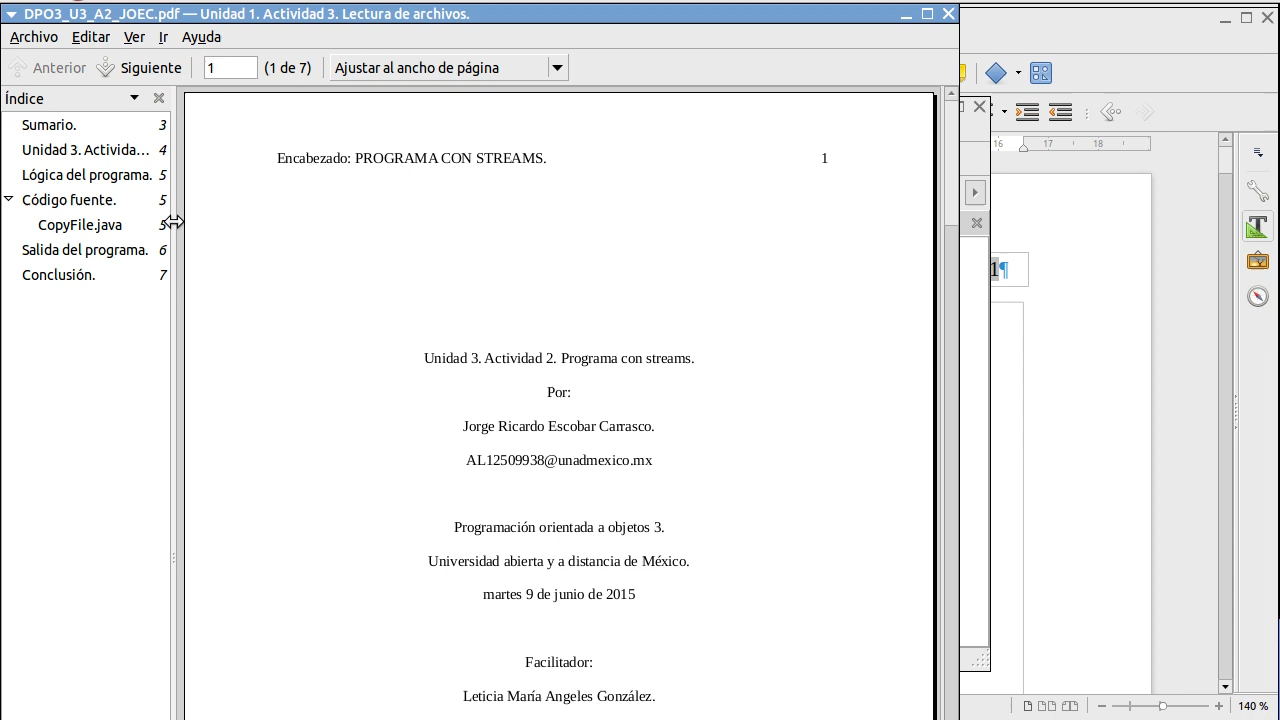 DPO3_U3_A2_JOEC.pdf — Unidad 1. Actividad 3. Lectura de archivos.
Archivo Editar Ver Ir Ayuda
Anterior Siguiente 1 (1 de 7) Ajustar al ancho de página
Índice
Sumario. 3
Unidad 3. Activida... 4
Lógica del programa. 5
Código fuente. 5
CopyFile.java 5
Salida del programa. 6
Conclusión. 7
Encabezado: PROGRAMA CON STREAMS. 1
Unidad 3. Actividad 2. Programa con streams.
Por:
Jorge Ricardo Escobar Carrasco.
AL12509938@unadmexico.mx
Programación orientada a objetos 3.
Universidad abierta y a distancia de México.
martes 9 de junio de 2015
Facilitador:
Leticia María Angeles González.
16 17 18
1¶
140 %